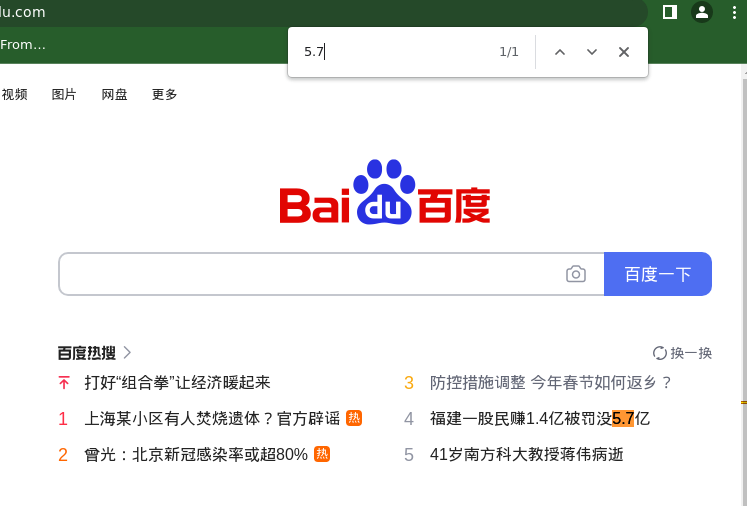 du.com
From...
5.7
1/1
视频 图片 网盘 更多
Bai du 百度
百度一下
百度热搜
换一换
打好“组合拳”让经济暖起来
1 上海某小区有人焚烧遗体？官方辟谣 热
2 曾光：北京新冠感染率或超80% 热
3 防控措施调整 今年春节如何返乡 ？
4 福建一股民赚1.4亿被罚没5.7亿
5 41岁南方科大教授蒋伟病逝